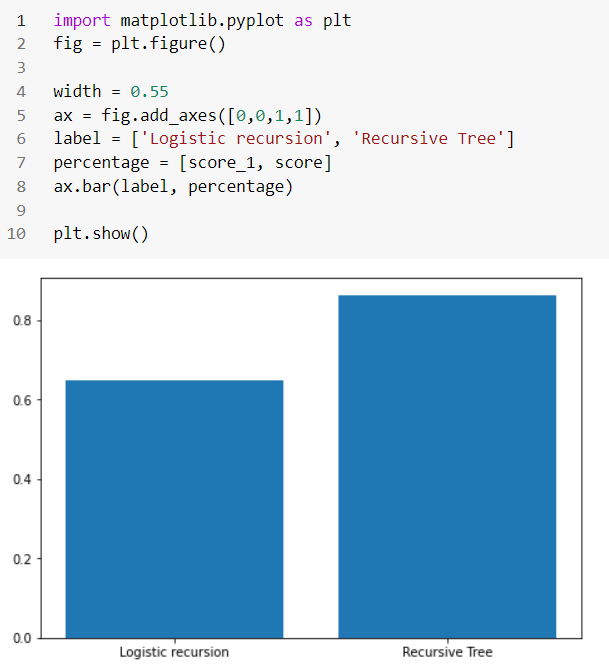 1 import matplotlib.pyplot as plt
2 fig = plt.figure()
3
4 width = 0.55
5 ax = fig.add_axes([0,0,1,1])
6 label = ['Logistic recursion', 'Recursive Tree']
7 percentage = [score_1, score]
8 ax.bar(label, percentage)
9
10 plt.show()
0.8
0.6
0.4
0.2
0.0
Logistic recursion Recursive Tree